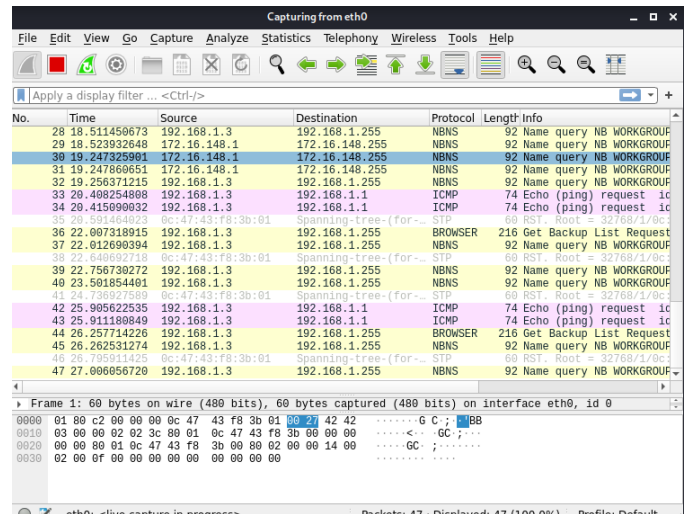 Capturing from eth0
File Edit View Go Capture Analyze Statistics Telephony Wireless Tools Help
Apply a display filter ... <Ctrl-/>
No. Time Source Destination Protocol Length Info
28 18.511450673 192.168.1.3 192.168.1.255 NBNS 92 Name query NB WORKGROUP
29 18.523932648 172.16.148.1 172.16.148.255 NBNS 92 Name query NB WORKGROUP
30 19.247325901 172.16.148.1 172.16.148.255 NBNS 92 Name query NB WORKGROUP
31 19.247860651 172.16.148.1 172.16.148.255 NBNS 92 Name query NB WORKGROUP
32 19.256371215 192.168.1.3 192.168.1.255 NBNS 92 Name query NB WORKGROUP
33 20.408254808 192.168.1.3 192.168.1.1 ICMP 74 Echo (ping) request id
34 20.415090032 192.168.1.3 192.168.1.1 ICMP 74 Echo (ping) request id
35 20.591464023 0c:47:43:f8:3b:01 Spanning-tree-(for-… STP 60 RST. Root = 32768/1/0c:
36 22.007318915 192.168.1.3 192.168.1.255 BROWSER 216 Get Backup List Request
37 22.012690394 192.168.1.3 192.168.1.255 NBNS 92 Name query NB WORKGROUP
38 22.640692718 0c:47:43:f8:3b:01 Spanning-tree-(for-… STP 60 RST. Root = 32768/1/0c:
39 22.756730272 192.168.1.3 192.168.1.255 NBNS 92 Name query NB WORKGROUP
40 23.501854401 192.168.1.3 192.168.1.255 NBNS 92 Name query NB WORKGROUP
41 24.736927589 0c:47:43:f8:3b:01 Spanning-tree-(for-… STP 60 RST. Root = 32768/1/0c:
42 25.905622535 192.168.1.3 192.168.1.1 ICMP 74 Echo (ping) request id
43 25.911180849 192.168.1.3 192.168.1.1 ICMP 74 Echo (ping) request id
44 26.257714226 192.168.1.3 192.168.1.255 BROWSER 216 Get Backup List Request
45 26.262531274 192.168.1.3 192.168.1.255 NBNS 92 Name query NB WORKGROUP
46 26.795911425 0c:47:43:f8:3b:01 Spanning-tree-(for-… STP 60 RST. Root = 32768/1/0c:
47 27.006056720 192.168.1.3 192.168.1.255 NBNS 92 Name query NB WORKGROUP
Frame 1: 60 bytes on wire (480 bits), 60 bytes captured (480 bits) on interface eth0, id 0
0000 01 80 c2 00 00 00 0c 47 43 f8 3b 01 00 27 42 42 ·······G C·;··'BB
0010 03 00 00 02 02 3c 80 01 0c 47 43 f8 3b 00 00 00 ·····<·· ·GC·;···
0020 00 00 80 01 0c 47 43 f8 3b 00 80 02 00 00 14 00 ·····GC· ;·······
0030 02 00 0f 00 00 00 00 00 00 00 00 00 ········ ····
eth0: <live capture in progress> Packets: 47 · Displayed: 47 (100.0%) Profile: Default